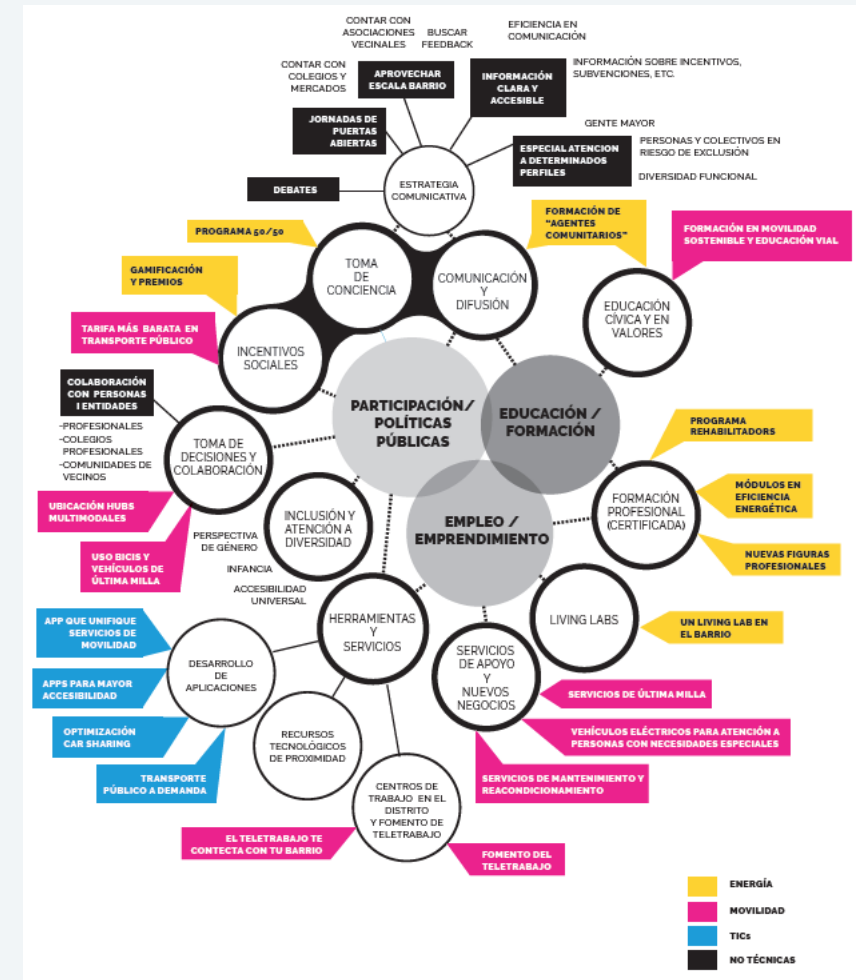 CONTAR CON
ASOCIACIONES
VECINALES
BUSCAR
FEEDBACK
EFICIENCIA EN
COMUNICACIÓN
CONTAR CON
COLEGIOS Y
MERCADOS
APROVECHAR
ESCALA BARRIO
INFORMACIÓN
CLARA Y
ACCESIBLE
INFORMACIÓN SOBRE INCENTIVOS,
SUBVENCIONES, ETC.
JORNADAS DE
PUERTAS
ABIERTAS
GENTE MAYOR
ESPECIAL ATENCION
A DETERMINADOS
PERFILES
PERSONAS Y COLECTIVOS EN
RIESGO DE EXCLUSIÓN
DIVERSIDAD FUNCIONAL
DEBATES
ESTRATEGIA
COMUNICATIVA
PROGRAMA 50/50
FORMACIÓN DE
"AGENTES
COMUNITARIOS"
FORMACIÓN EN MOVILIDAD
SOSTENIBLE Y EDUCACIÓN VIAL
GAMIFICACIÓN
Y PREMIOS
TOMA
DE
CONCIENCIA
COMUNICACIÓN
Y
DIFUSIÓN
EDUCACIÓN
CÍVICA Y EN
VALORES
TARIFA MÁS BARATA EN
TRANSPORTE PÚBLICO
INCENTIVOS
SOCIALES
COLABORACIÓN
CON PERSONAS
I ENTIDADES
-PROFESIONALES
-COLEGIOS
PROFESIONALES
-COMUNIDADES DE
VECINOS
TOMA DE
DECISIONES Y
COLABORACIÓN
PARTICIPACIÓN/
POLÍTICAS
PÚBLICAS
EDUCACIÓN /
FORMACIÓN
PROGRAMA
REHABILITADORS
MÓDULOS EN
EFICIENCIA
ENERGÉTICA
FORMACIÓN
PROFESIONAL
(CERTIFICADA)
NUEVAS FIGURAS
PROFESIONALES
UBICACIÓN HUBS
MULTIMODALES
USO BICIS Y
VEHÍCULOS DE
ÚLTIMA MILLA
INCLUSIÓN Y
ATENCIÓN A
DIVERSIDAD
PERSPECTIVA
DE GÉNERO
INFANCIA
ACCESIBILIDAD
UNIVERSAL
EMPLEO /
EMPRENDIMIENTO
HERRAMIENTAS
Y
SERVICIOS
LIVING LABS
UN LIVING LAB EN
EL BARRIO
APP QUE UNIFIQUE
SERVICIOS DE
MOVILIDAD
DESARROLLO
DE
APLICACIONES
SERVICIOS
DE APOYO
Y
NUEVOS
NEGOCIOS
APPS PARA MAYOR
ACCESIBILIDAD
SERVICIOS DE ÚLTIMA MILLA
OPTIMIZACIÓN
CAR SHARING
RECURSOS
TECNOLÓGICOS
DE PROXIMIDAD
VEHÍCULOS ELÉCTRICOS PARA ATENCIÓN A
PERSONAS CON NECESIDADES ESPECIALES
TRANSPORTE
PÚBLICO A DEMANDA
SERVICIOS DE MANTENIMIENTO Y
REACONDICIONAMIENTO
CENTROS DE
TRABAJO EN EL
DISTRITO
Y FOMENTO DE
TELETRABAJO
EL TELETRABAJO TE
CONTECTA CON TU BARRIO
FOMENTO DEL
TELETRABAJO
ENERGÍA
MOVILIDAD
TICs
NO TÉCNICAS